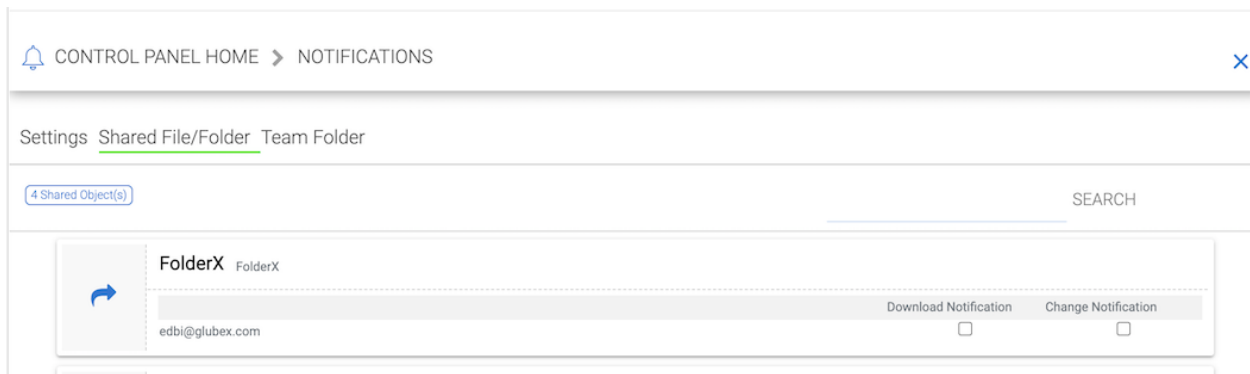 CONTROL PANEL HOME NOTIFICATIONS
Settings Shared File/Folder Team Folder
4 Shared Object(s)
SEARCH
FolderX FolderX
Download Notification Change Notification
edbi@glubex.com